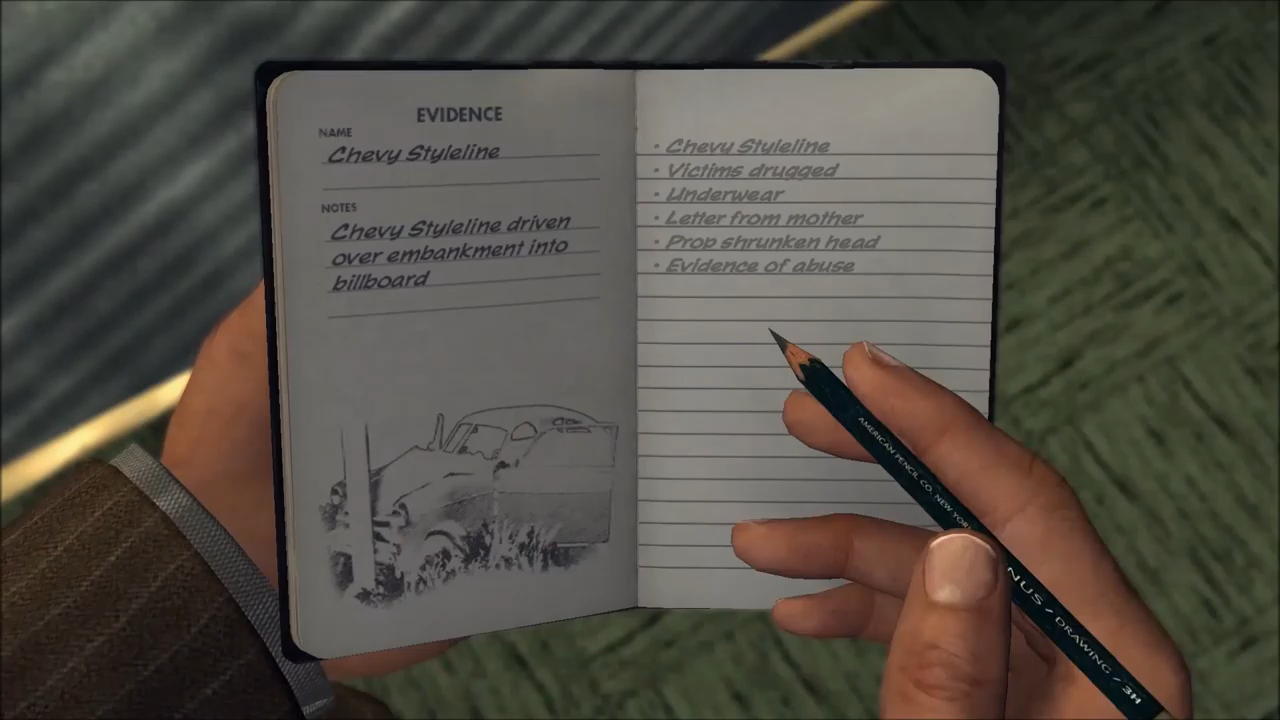 EVIDENCE
NAME
Chevy Styleline
NOTES
Chevy Styleline driven
over embankment into
billboard
• Chevy Styleline
• Victims drugged
• Underwear
• Letter from mother
• Prop shrunken head
• Evidence of abuse
AMERICAN PENCIL CO. NEW YORK
NUS / DRAWING / 3H